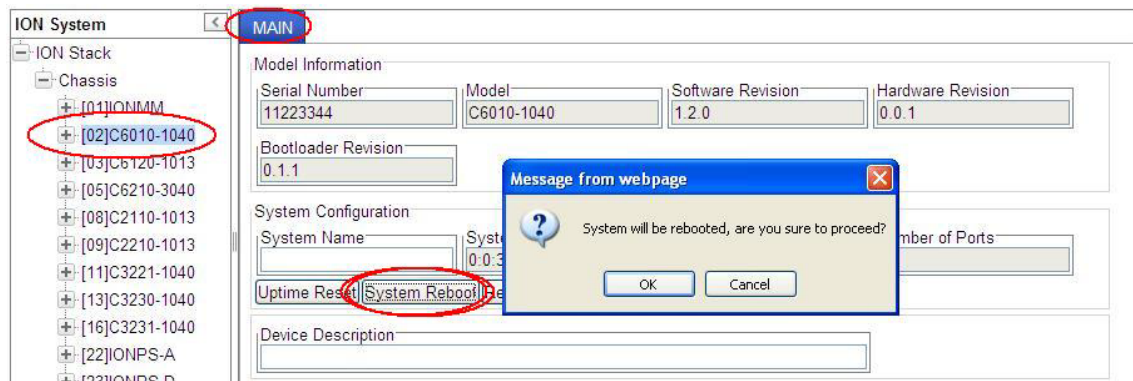 ION System
ION Stack
Chassis
[01]IONMM
[02]C6010-1040
[03]C6120-1013
[05]C6210-3040
[08]C2110-1013
[09]C2210-1013
[11]C3221-1040
[13]C3230-1040
[16]C3231-1040
[22]IONPS-A
[23]IONPS-D
MAIN
Model Information
Serial Number Model Software Revision Hardware Revision
11223344 C6010-1040 1.2.0 0.0.1
Bootloader Revision
0.1.1
System Configuration
System Name
Uptime Reset System Reboot
Device Description
Message from webpage
System will be rebooted, are you sure to proceed?
OK Cancel
of Ports